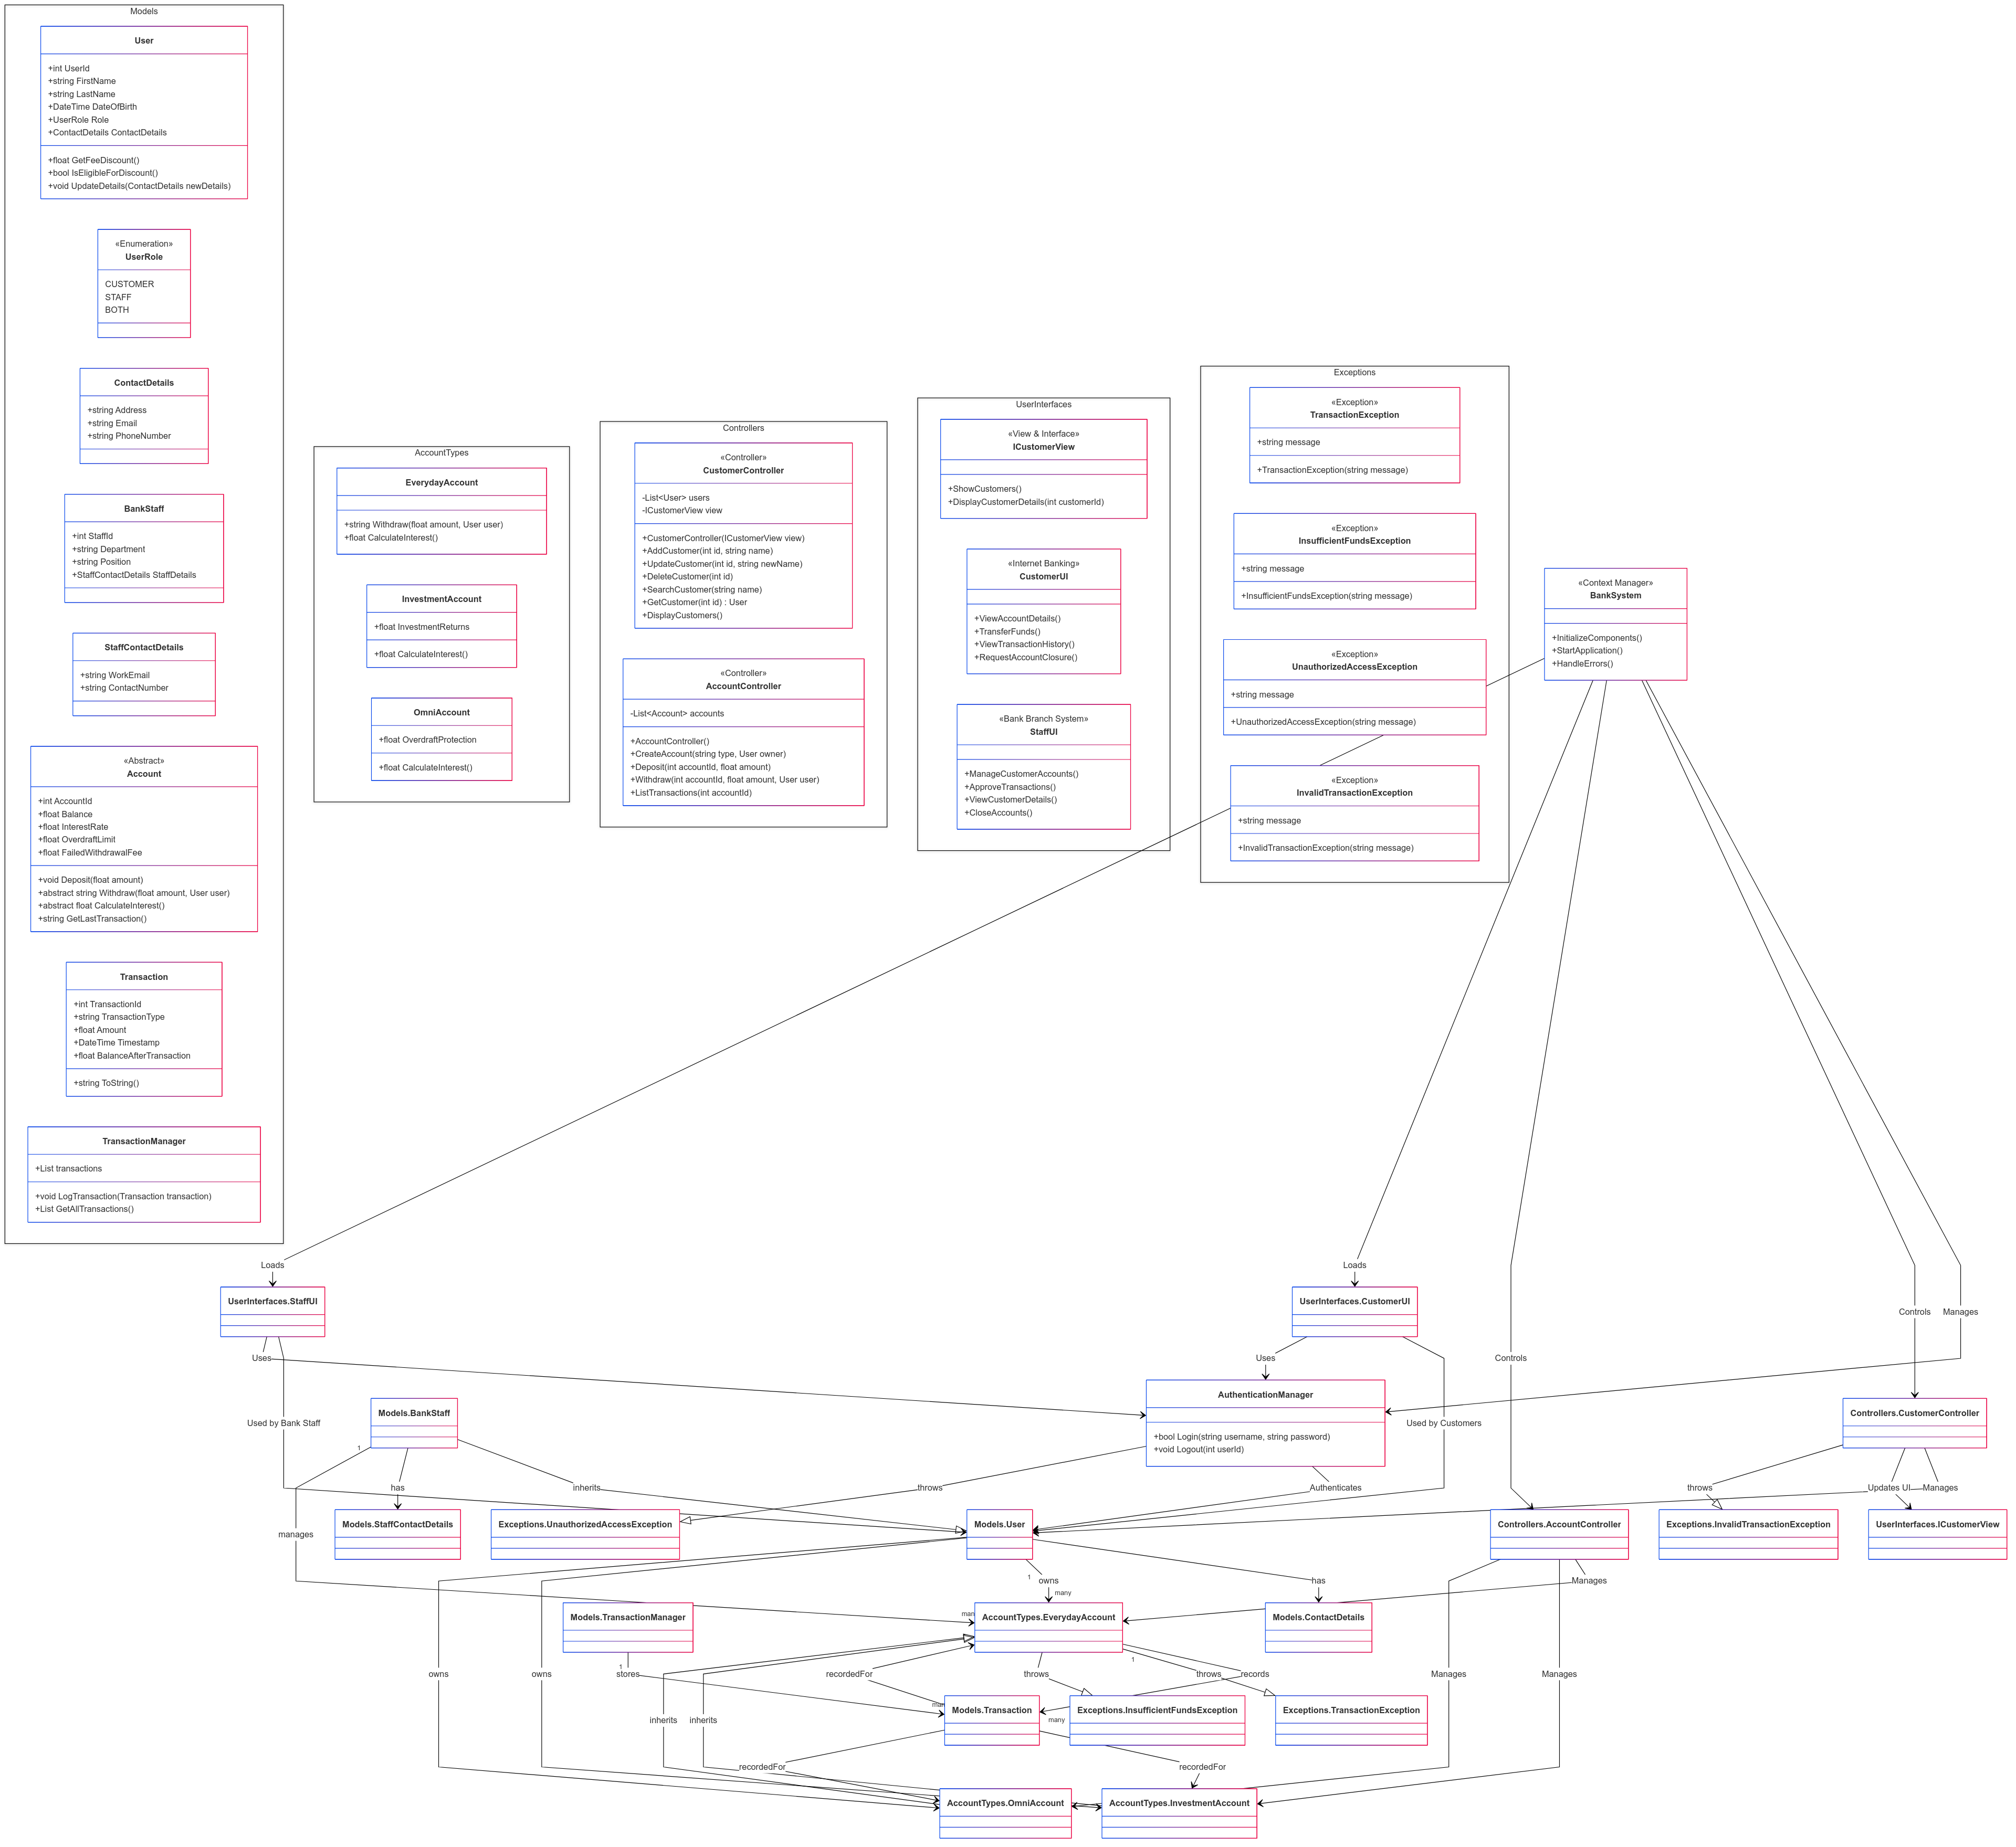 Models
User
+int UserId
+string FirstName
+string LastName
+DateTime DateOfBirth
+UserRole Role
+ContactDetails ContactDetails
+float GetFeeDiscount()
+bool IsEligibleForDiscount()
+void UpdateDetails(ContactDetails newDetails)
«Enumeration»
UserRole
CUSTOMER
STAFF
BOTH
ContactDetails
+string Address
+string Email
+string PhoneNumber
BankStaff
+int StaffId
+string Department
+string Position
+StaffContactDetails StaffDetails
StaffContactDetails
+string WorkEmail
+string ContactNumber
«Abstract»
Account
+int AccountId
+float Balance
+float InterestRate
+float OverdraftLimit
+float FailedWithdrawalFee
+void Deposit(float amount)
+abstract string Withdraw(float amount, User user)
+abstract float CalculateInterest()
+string GetLastTransaction()
Transaction
+int TransactionId
+string TransactionType
+float Amount
+DateTime Timestamp
+float BalanceAfterTransaction
+string ToString()
TransactionManager
+List transactions
+void LogTransaction(Transaction transaction)
+List GetAllTransactions()
AccountTypes
EverydayAccount
+string Withdraw(float amount, User user)
+float CalculateInterest()
InvestmentAccount
+float InvestmentReturns
+float CalculateInterest()
OmniAccount
+float OverdraftProtection
+float CalculateInterest()
Controllers
«Controller»
CustomerController
-List<User> users
-ICustomerView view
+CustomerController(ICustomerView view)
+AddCustomer(int id, string name)
+UpdateCustomer(int id, string newName)
+DeleteCustomer(int id)
+SearchCustomer(string name)
+GetCustomer(int id) : User
+DisplayCustomers()
«Controller»
AccountController
-List<Account> accounts
+AccountController()
+CreateAccount(string type, User owner)
+Deposit(int accountId, float amount)
+Withdraw(int accountId, float amount, User user)
+ListTransactions(int accountId)
UserInterfaces
«View & Interface»
ICustomerView
+ShowCustomers()
+DisplayCustomerDetails(int customerId)
«Internet Banking»
CustomerUI
+ViewAccountDetails()
+TransferFunds()
+ViewTransactionHistory()
+RequestAccountClosure()
«Bank Branch System»
StaffUI
+ManageCustomerAccounts()
+ApproveTransactions()
+ViewCustomerDetails()
+CloseAccounts()
Exceptions
«Exception»
TransactionException
+string message
+TransactionException(string message)
«Exception»
InsufficientFundsException
+string message
+InsufficientFundsException(string message)
«Exception»
UnauthorizedAccessException
+string message
+UnauthorizedAccessException(string message)
«Exception»
InvalidTransactionException
+string message
+InvalidTransactionException(string message)
«Context Manager»
BankSystem
+InitializeComponents()
+StartApplication()
+HandleErrors()
Loads
Loads
UserInterfaces.StaffUI
UserInterfaces.CustomerUI
Controls
Manages
Uses
Uses
Controls
AuthenticationManager
+bool Login(string username, string password)
+void Logout(int userId)
Models.BankStaff
Used by Bank Staff
Used by Customers
Controllers.CustomerController
1
has
inherits
throws
Authenticates
throws
Updates UI
Manages
manages
Models.StaffContactDetails
Exceptions.UnauthorizedAccessException
Models.User
Controllers.AccountController
Exceptions.InvalidTransactionException
UserInterfaces.ICustomerView
1
owns
many
has
Manages
Models.TransactionManager
man
AccountTypes.EverydayAccount
Models.ContactDetails
1
1
owns
owns
stores
recordedFor
throws
throws
records
Manages
Manages
man
many
Models.Transaction
Exceptions.InsufficientFundsException
Exceptions.TransactionException
inherits
inherits
recordedFor
recordedFor
AccountTypes.OmniAccount
AccountTypes.InvestmentAccount